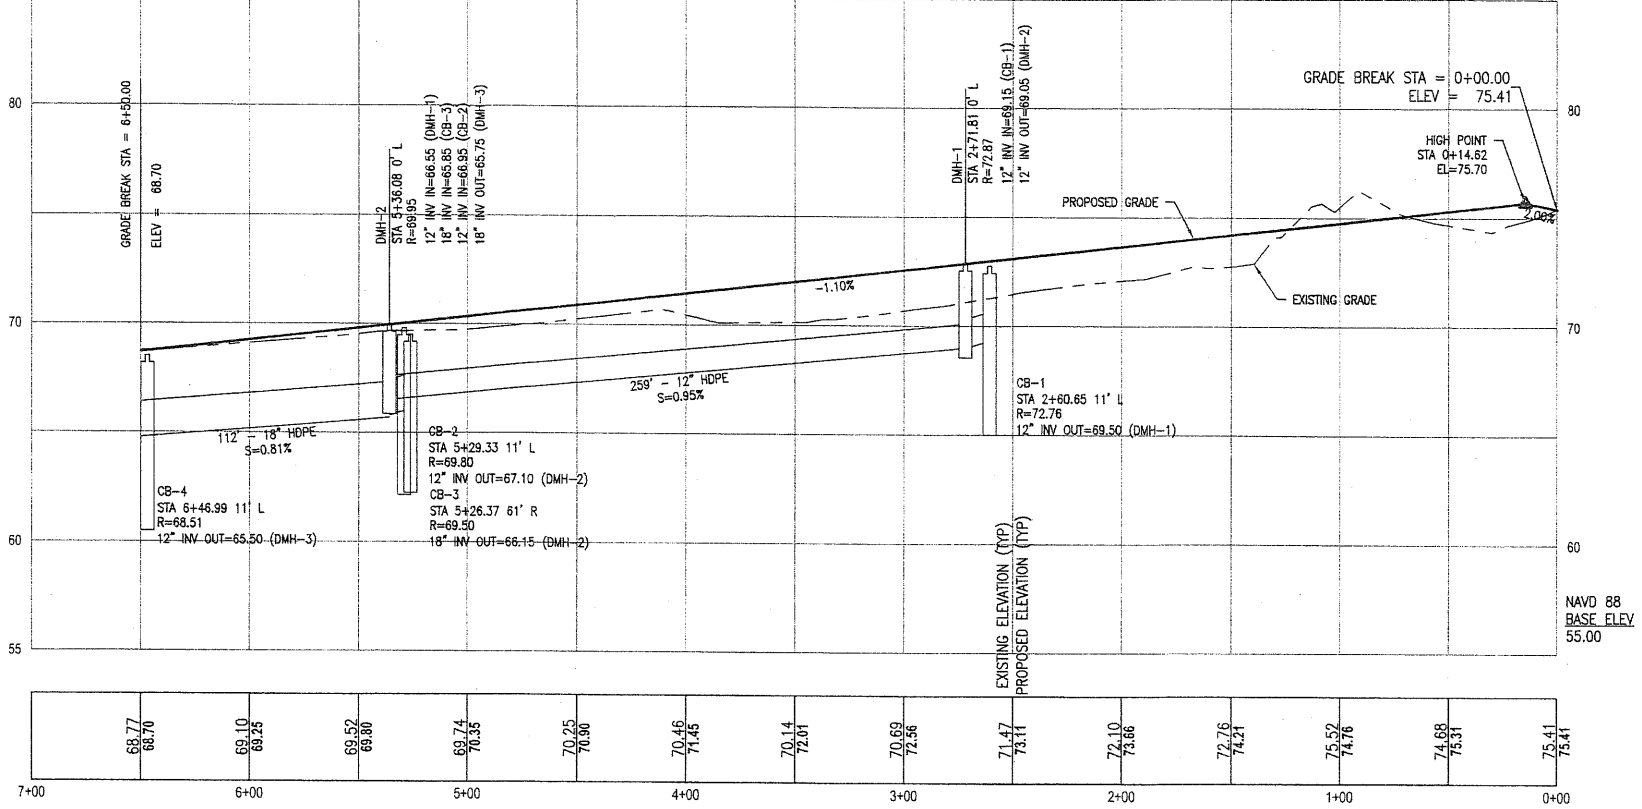 80
70
60
55
GRADE BREAK STA = 6+50.00
ELEV = 68.70
DMH-2
STA 5+36.08 0' L
R=69.95
12" INV IN=66.55 (DMH-1)
18" INV IN=65.85 (CB-3)
12" INV IN=66.95 (CB-2)
18" INV OUT=65.75 (DMH-3)
DMH-1
STA 2+71.81 0' L
R=72.87
12" INV IN=69.15 (CB-1)
12" INV OUT=69.05 (DMH-2)
GRADE BREAK STA = 0+00.00
ELEV = 75.41
HIGH POINT
STA 0+14.62
EL=75.70
2.00%
PROPOSED GRADE
-1.10%
EXISTING GRADE
259' - 12" HDPE
S=0.95%
112' - 18" HDPE
S=0.81%
CB-1
STA 2+60.65 11' L
R=72.76
12" INV OUT=69.50 (DMH-1)
CB-2
STA 5+29.33 11' L
R=69.80
12" INV OUT=67.10 (DMH-2)
CB-3
STA 5+26.37 61' R
R=69.50
18" INV OUT=66.15 (DMH-2)
CB-4
STA 6+46.99 11' L
R=68.51
12" INV OUT=65.50 (DMH-3)
EXISTING ELEVATION (TYP)
PROPOSED ELEVATION (TYP)
80
70
60
NAVD 88
BASE ELEV
55.00
68.77
68.70
69.10
69.25
69.52
69.80
69.74
70.35
70.25
70.90
70.46
71.45
70.14
72.01
70.69
72.56
71.47
73.11
72.10
73.66
72.76
74.21
75.52
74.76
74.68
75.31
75.41
75.41
7+00
6+00
5+00
4+00
3+00
2+00
1+00
0+00